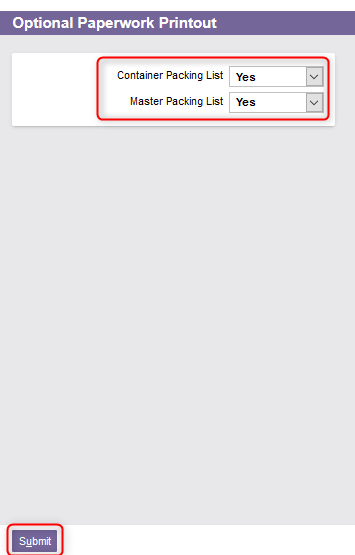 Optional Paperwork Printout
Container Packing List Yes
Master Packing List Yes
Submit